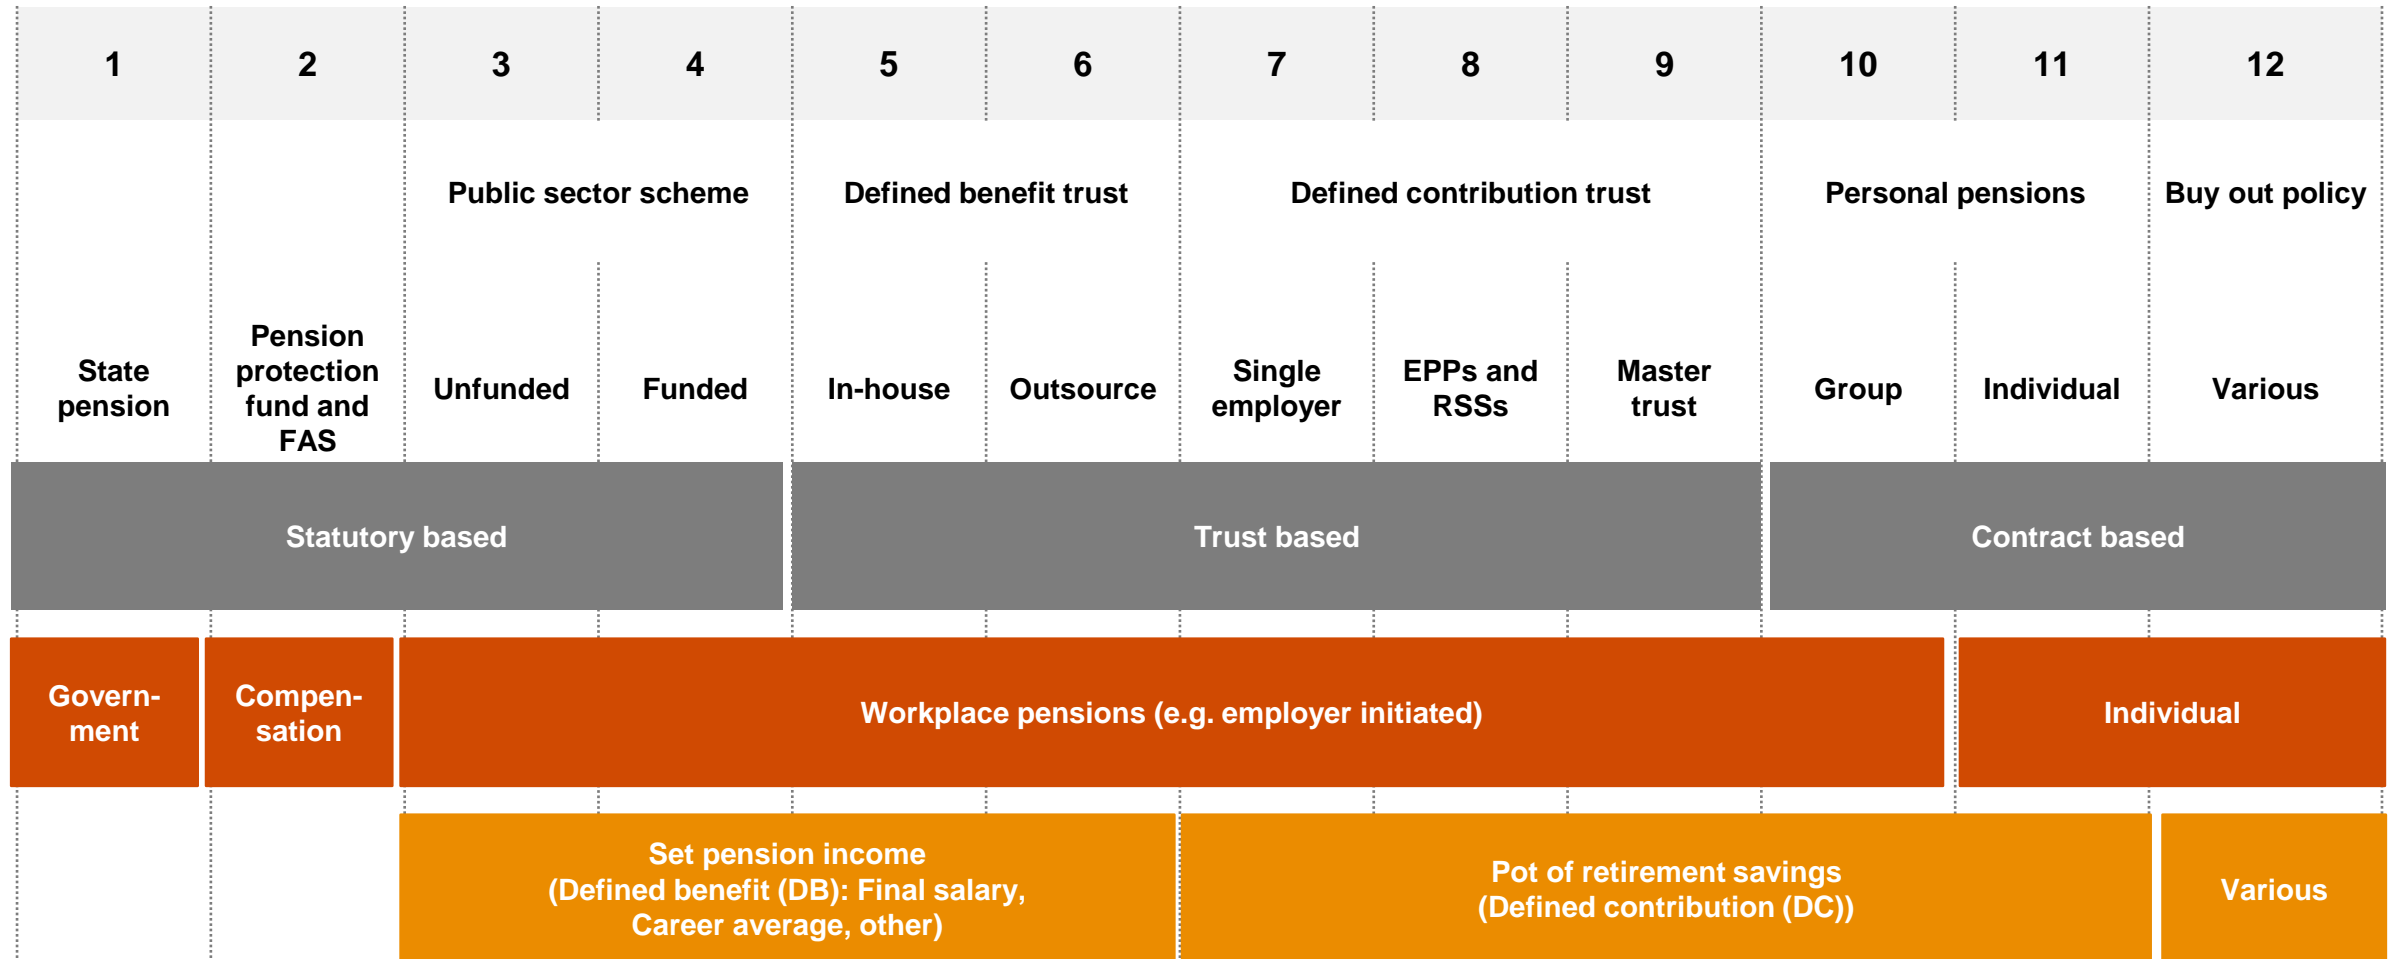 1 2 3 4 5 6 7 8 9 10 11 12
Public sector scheme
Defined benefit trust
Defined contribution trust
Personal pensions
Buy out policy
State
pension
Pension
protection
fund and
FAS
Unfunded
Funded
In-house
Outsource
Single
employer
EPPs and
RSSs
Master
trust
Group
Individual
Various
Statutory based
Trust based
Contract based
Govern-
ment
Compen-
sation
Workplace pensions (e.g. employer initiated)
Individual
Set pension income
(Defined benefit (DB): Final salary,
Career average, other)
Pot of retirement savings
(Defined contribution (DC))
Various